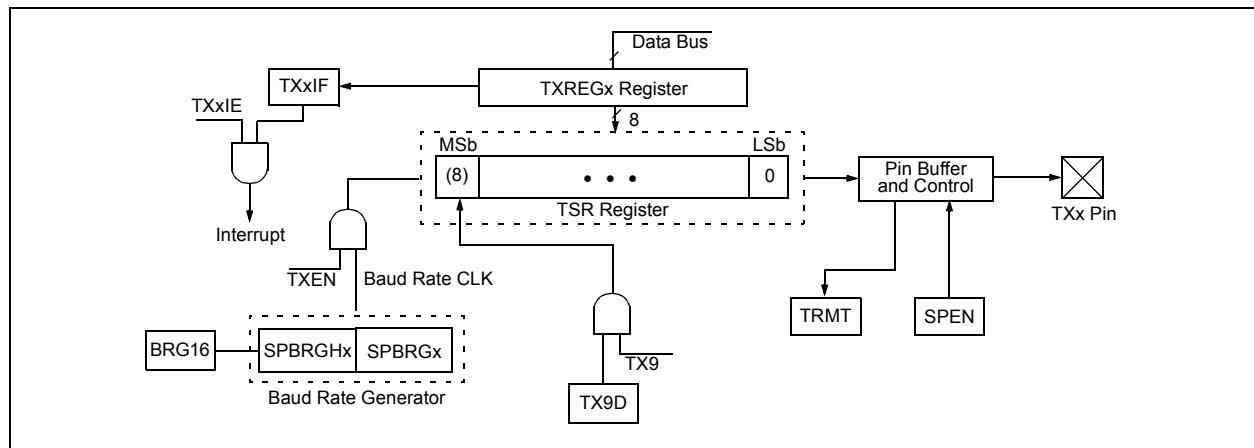 Data Bus
TXxIF
TXREGx Register
TXxIE
8
MSb
LSb
(8)
• • •
0
TSR Register
Pin Buffer
and Control
TXx Pin
Interrupt
TXEN
Baud Rate CLK
TRMT
SPEN
BRG16
SPBRGHx
SPBRGx
TX9
Baud Rate Generator
TX9D